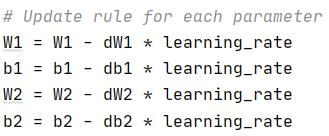 # Update rule for each parameter
W1 = W1 - dW1 * learning_rate
b1 = b1 - db1 * learning_rate
W2 = W2 - dW2 * learning_rate
b2 = b2 - db2 * learning_rate